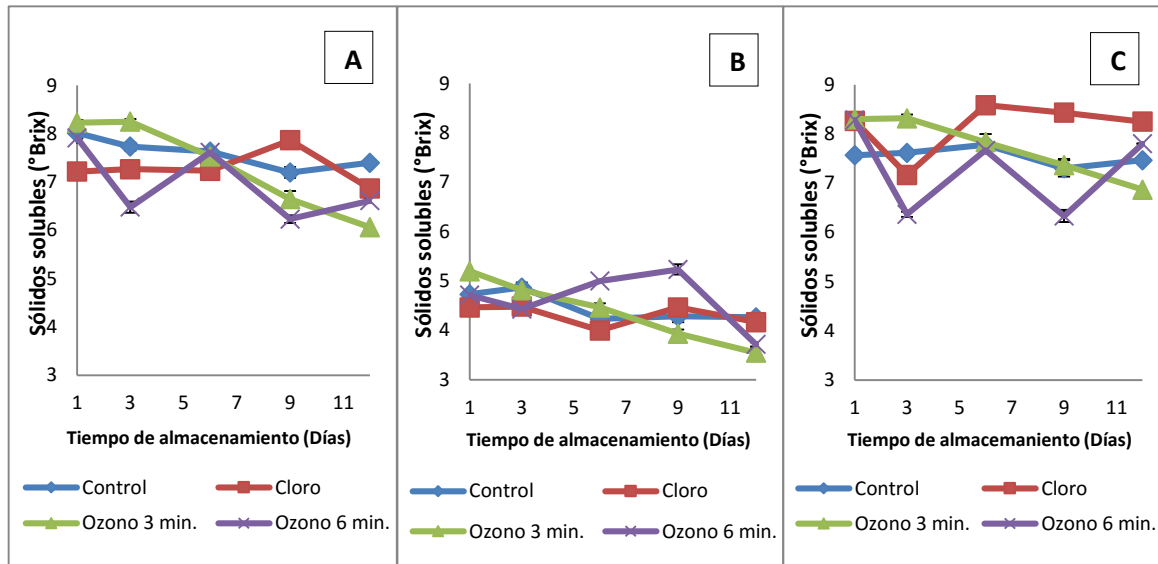 A
9
8
7
6
5
4
3
Sólidos solubles (°Brix)
1 3 5 7 9 11
Tiempo de almacenamiento (Días)
Control
Cloro
Ozono 3 min.
Ozono 6 min.
B
9
8
7
6
5
4
3
Sólidos solubles (°Brix)
1 3 5 7 9 11
Tiempo de almacenamiento (Días)
Control
Cloro
Ozono 3 min.
Ozono 6 min.
C
9
8
7
6
5
4
3
Sólidos solubles (°Brix)
1 3 5 7 9 11
Tiempo de almacemaniento (Días)
Control
Cloro
Ozono 3 min.
Ozono 6 min.